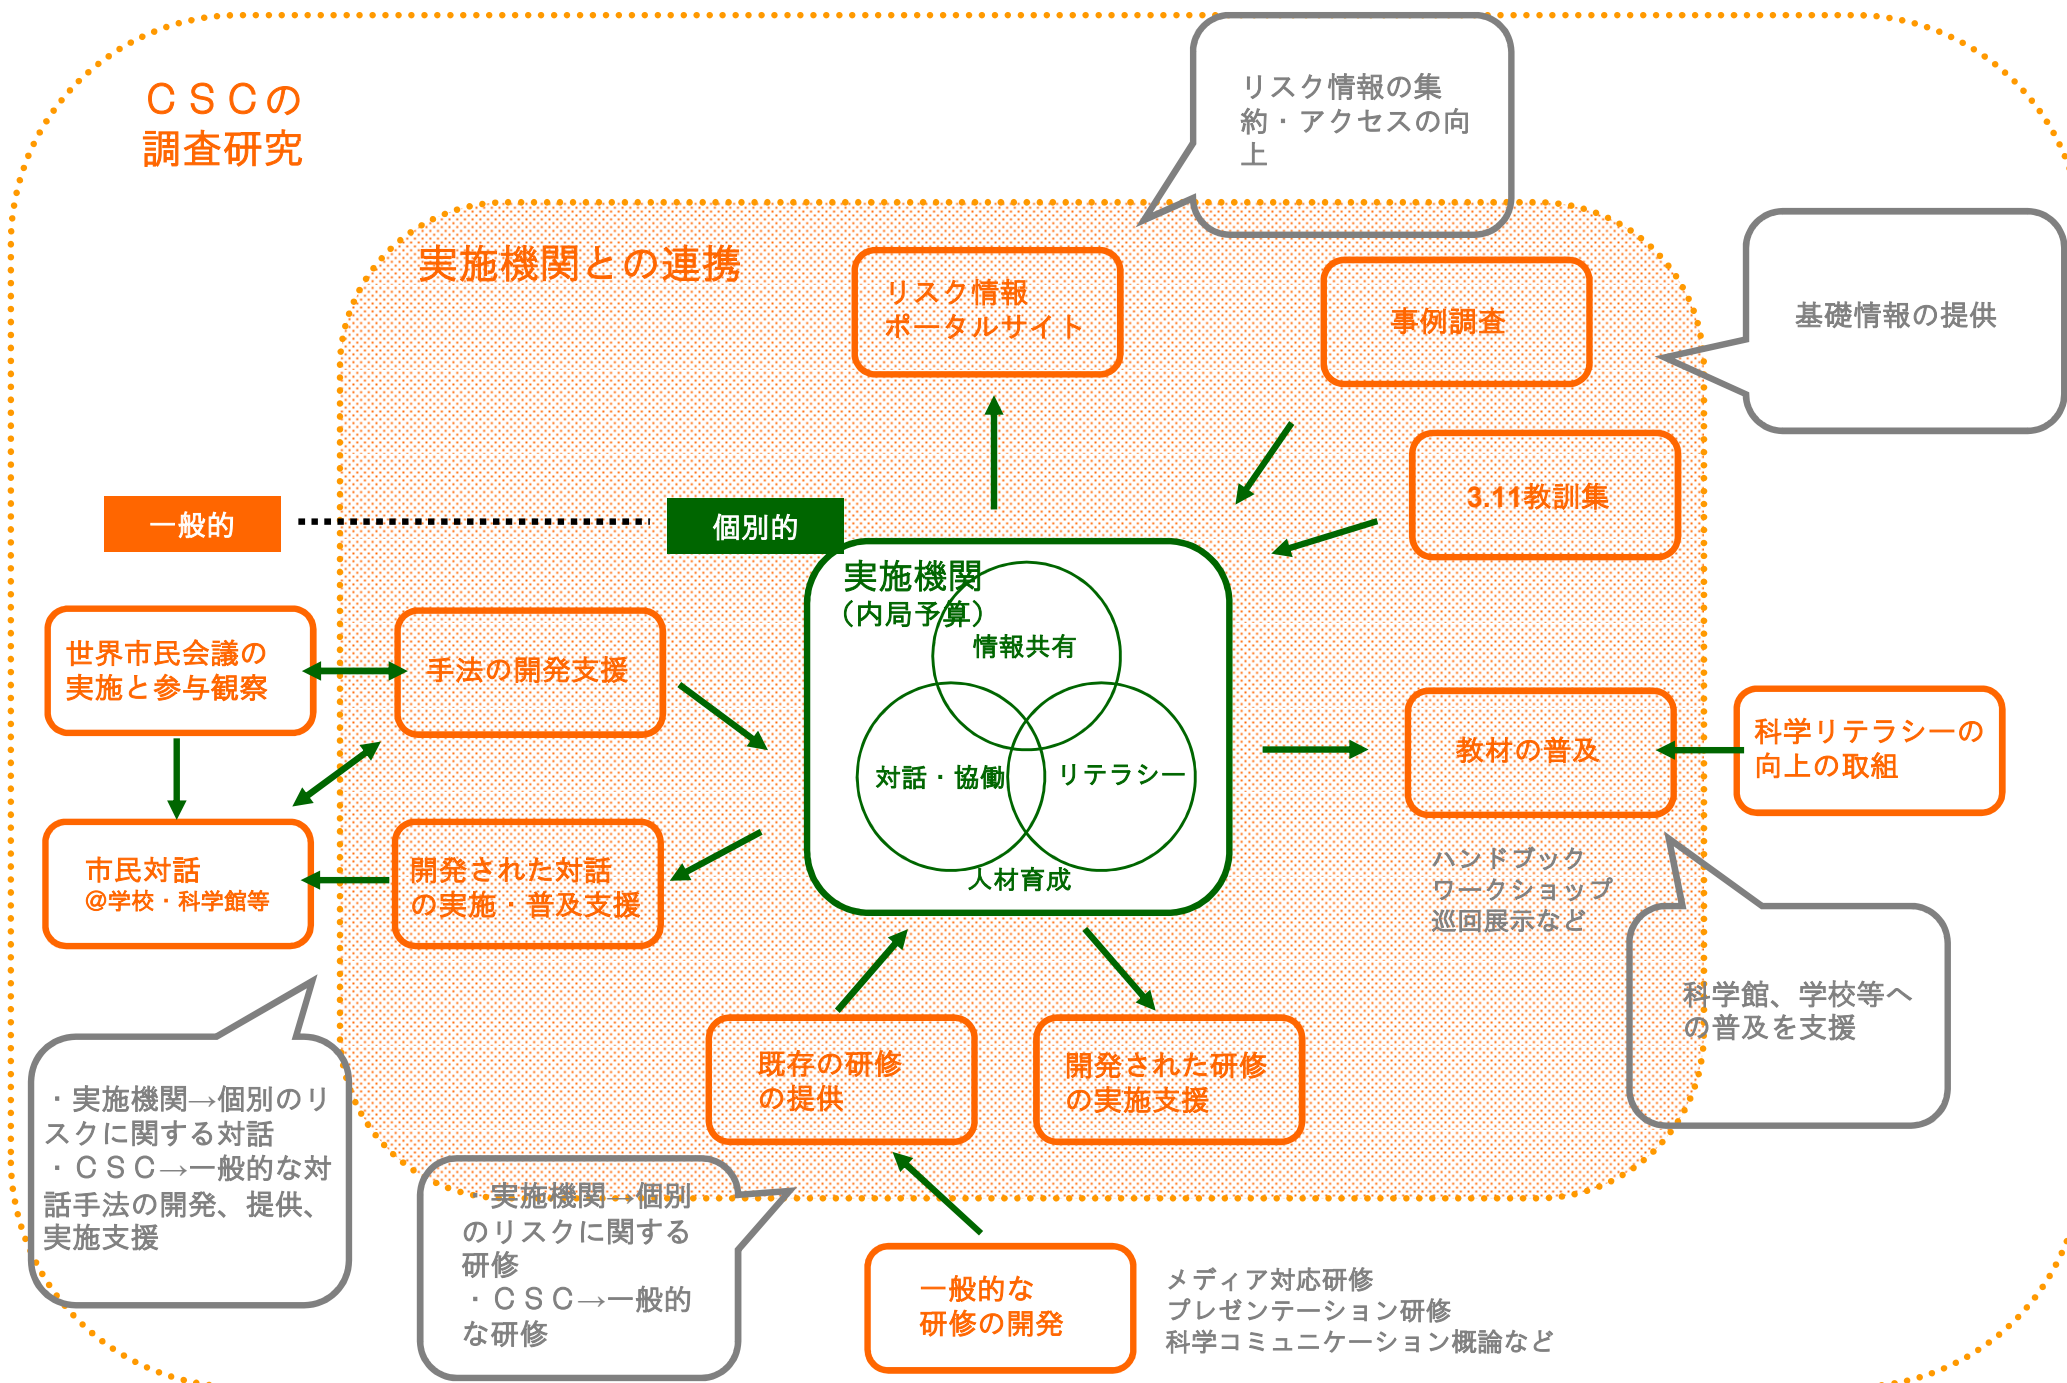 ＣＳＣの
調査研究
リスク情報の集
約・アクセスの向
上
実施機関との連携
リスク情報
ポータルサイト
事例調査
基礎情報の提供
3.11教訓集
一般的
個別的
実施機関
（内局予算）
情報共有
対話・協働
リテラシー
人材育成
世界市民会議の
実施と参与観察
手法の開発支援
教材の普及
科学リテラシーの
向上の取組
市民対話
＠学校・科学館等
開発された対話
の実施・普及支援
ハンドブック
ワークショップ
巡回展示など
科学館、学校等へ
の普及を支援
既存の研修
の提供
開発された研修
の実施支援
・実施機関→個別のリ
スクに関する対話
・ＣＳＣ→一般的な対
話手法の開発、提供、
実施支援
・実施機関→個別
のリスクに関する
研修
・ＣＳＣ→一般的
な研修
一般的な
研修の開発
メディア対応研修
プレゼンテーション研修
科学コミュニケーション概論など